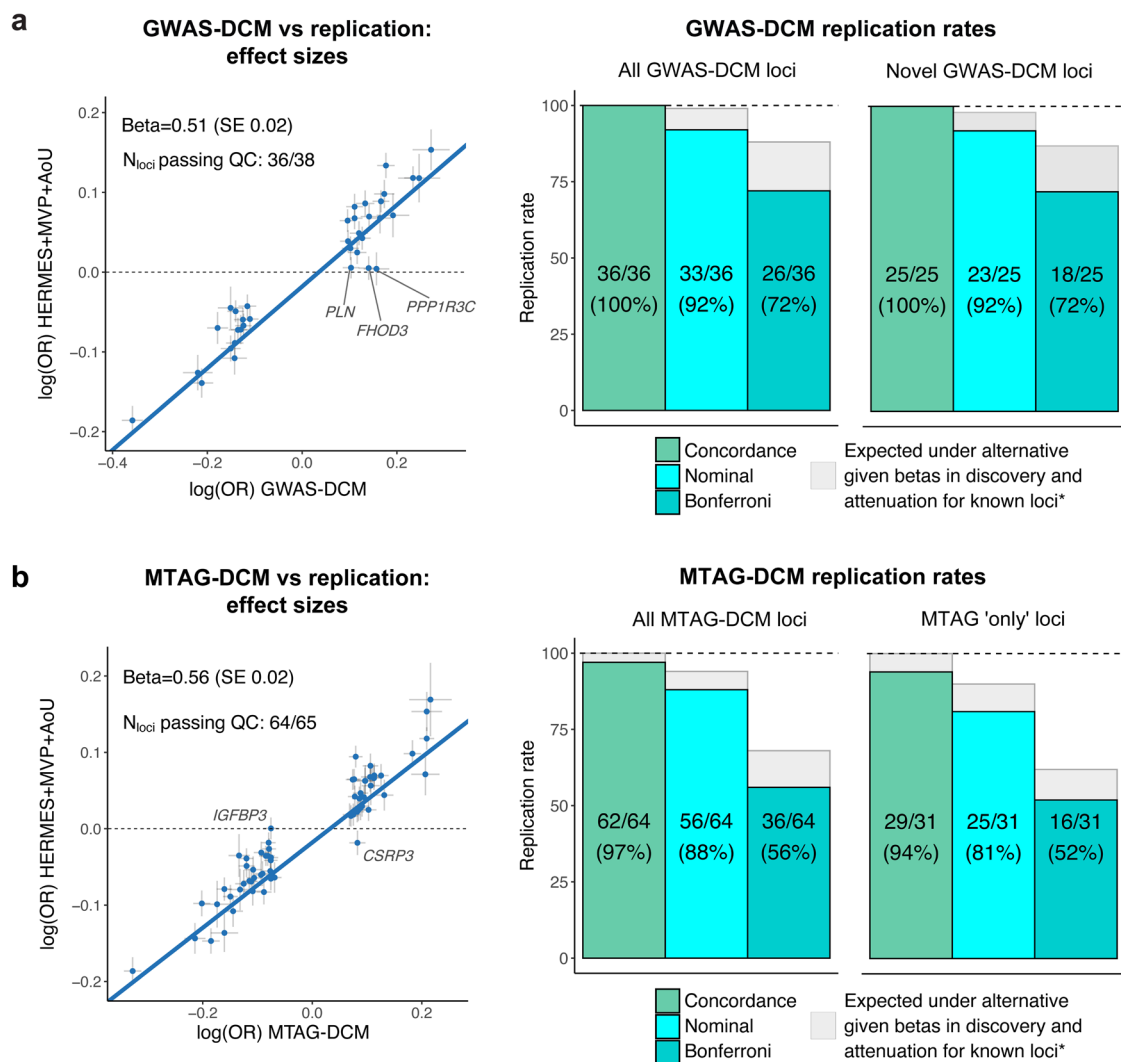 a
GWAS-DCM vs replication:
effect sizes
Beta=0.51 (SE 0.02)
Nloci passing QC: 36/38
0.2
0.1
0.0
−0.1
−0.2
log(OR) HERMES+MVP+AoU
PLN
FHOD3
PPP1R3C
−0.4
−0.2
0.0
0.2
log(OR) GWAS-DCM
GWAS-DCM replication rates
All GWAS-DCM loci
Novel GWAS-DCM loci
100
75
50
25
0
Replication rate
36/36
(100%)
33/36
(92%)
26/36
(72%)
25/25
(100%)
23/25
(92%)
18/25
(72%)
Concordance
Nominal
Bonferroni
Expected under alternative
given betas in discovery and
attenuation for known loci*
b
MTAG-DCM vs replication:
effect sizes
Beta=0.56 (SE 0.02)
Nloci passing QC: 64/65
0.2
0.1
0.0
−0.1
−0.2
log(OR) HERMES+MVP+AoU
IGFBP3
CSRP3
−0.2
0.0
0.2
log(OR) MTAG-DCM
MTAG-DCM replication rates
All MTAG-DCM loci
MTAG 'only' loci
100
75
50
25
0
Replication rate
62/64
(97%)
56/64
(88%)
36/64
(56%)
29/31
(94%)
25/31
(81%)
16/31
(52%)
Concordance
Nominal
Bonferroni
Expected under alternative
given betas in discovery and
attenuation for known loci*